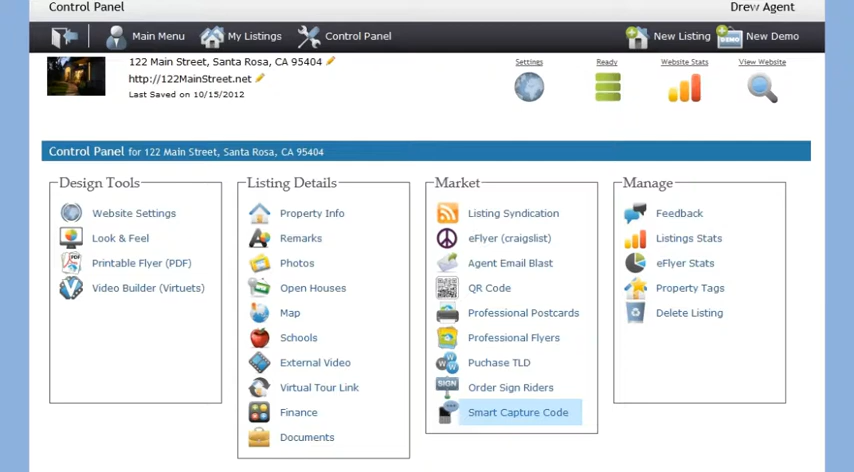 Control Panel
Drew Agent
Main Menu
My Listings
Control Panel
New Listing
DEMO
New Demo
122 Main Street, Santa Rosa, CA 95404
http://122MainStreet.net
Last Saved on 10/15/2012
Settings
Ready
Website Stats
View Website
Control Panel for 122 Main Street, Santa Rosa, CA 95404
Design Tools
Website Settings
Look & Feel
PDF
Printable Flyer (PDF)
Video Builder (Virtuets)
Listing Details
Property Info
Remarks
Photos
Open Houses
Map
Schools
External Video
Virtual Tour Link
Finance
Documents
Market
Listing Syndication
eFlyer (craigslist)
Agent Email Blast
QR Code
Professional Postcards
Professional Flyers
W W W
Puchase TLD
SIGN
Order Sign Riders
Smart Capture Code
Manage
Feedback
Listings Stats
eFlyer Stats
Property Tags
Delete Listing